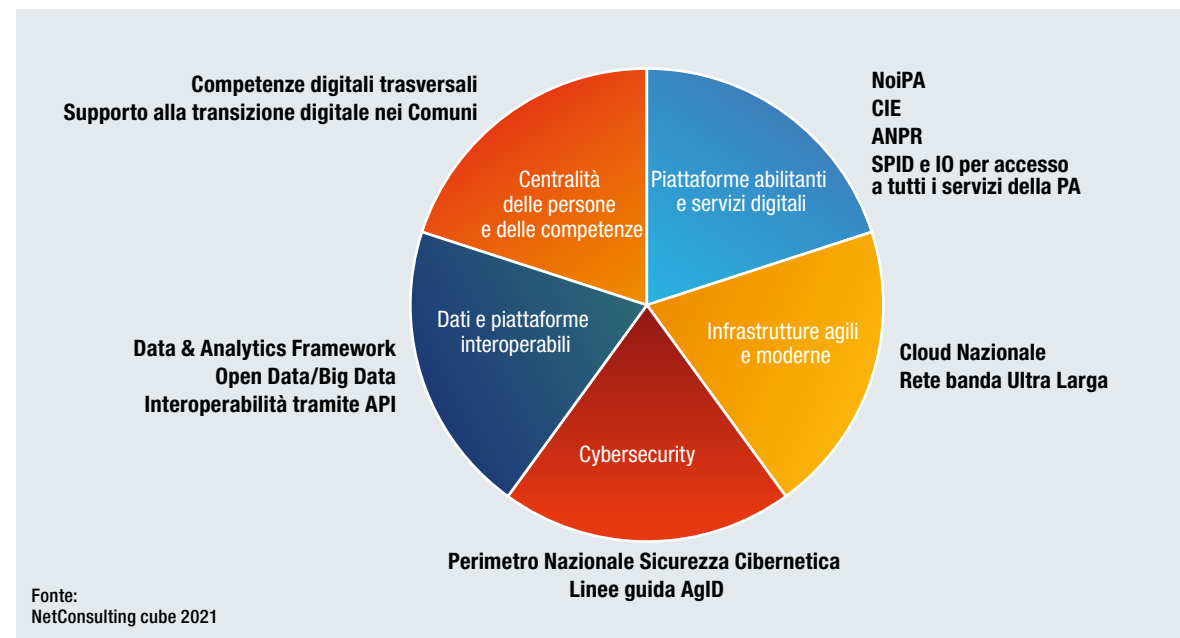 Competenze digitali trasversali
Supporto alla transizione digitale nei Comuni
NoiPA
CIE
ANPR
SPID e IO per accesso
a tutti i servizi della PA
Centralità
delle persone
e delle competenze
Piattaforme abilitanti
e servizi digitali
Dati e piattaforme
interoperabili
Infrastrutture agili
e moderne
Data & Analytics Framework
Open Data/Big Data
Interoperabilità tramite API
Cloud Nazionale
Rete banda Ultra Larga
Cybersecurity
Perimetro Nazionale Sicurezza Cibernetica
Linee guida AgID
Fonte:
NetConsulting cube 2021